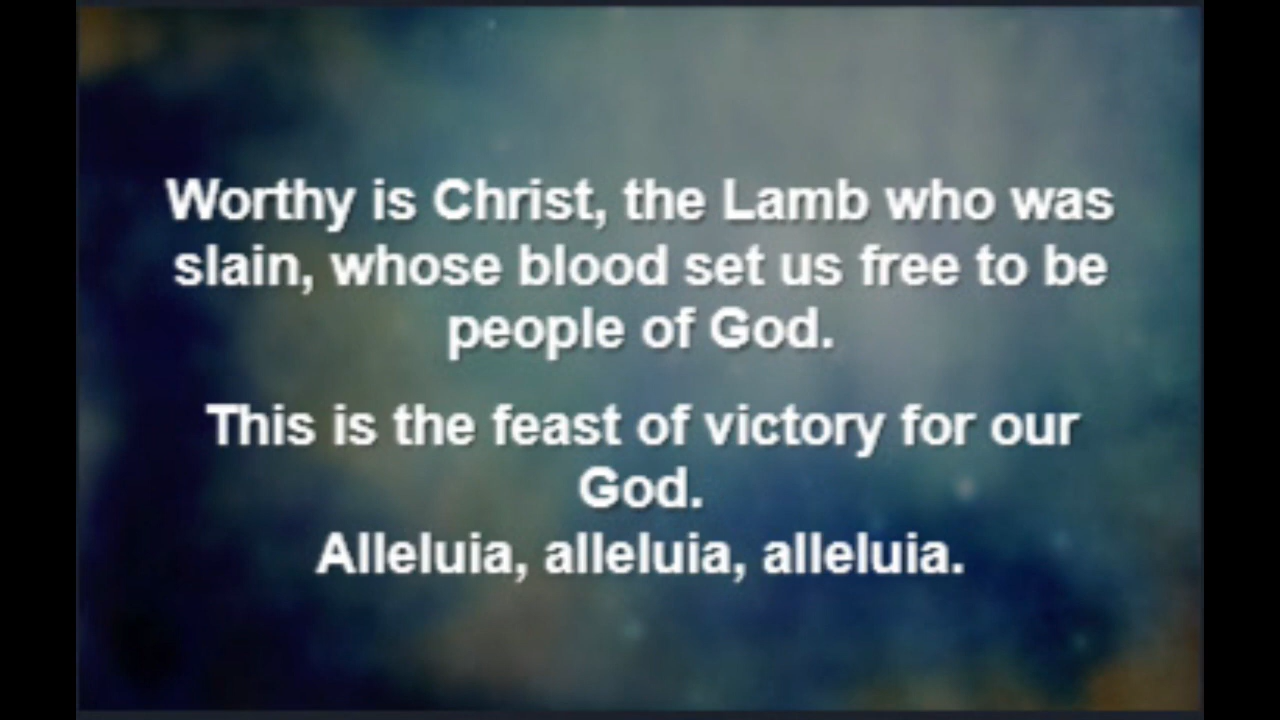 Worthy is Christ, the Lamb who was
slain, whose blood set us free to be
people of God.
This is the feast of victory for our
God.
Alleluia, alleluia, alleluia.